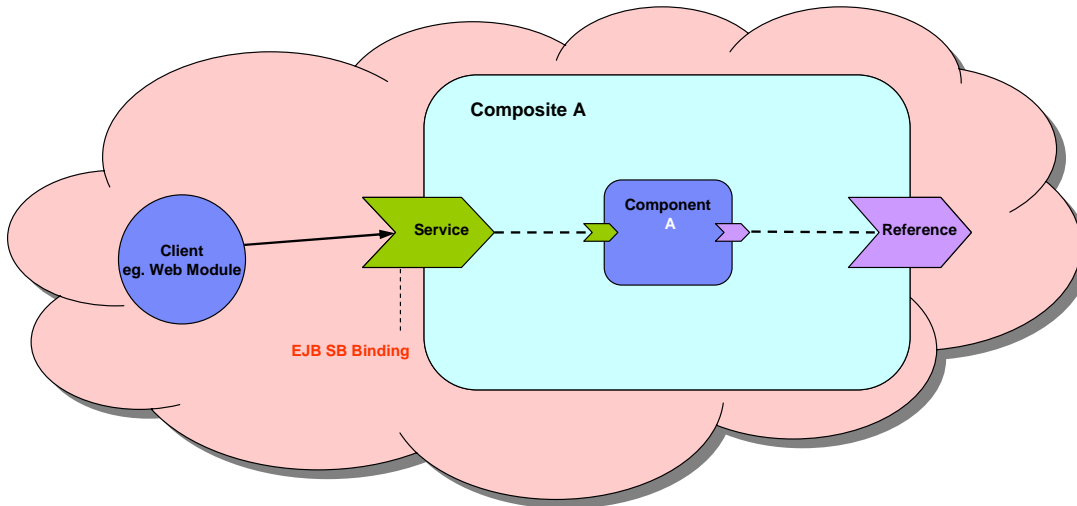 Composite A
Component
A
Service
Reference
Client
eg. Web Module
EJB SB Binding